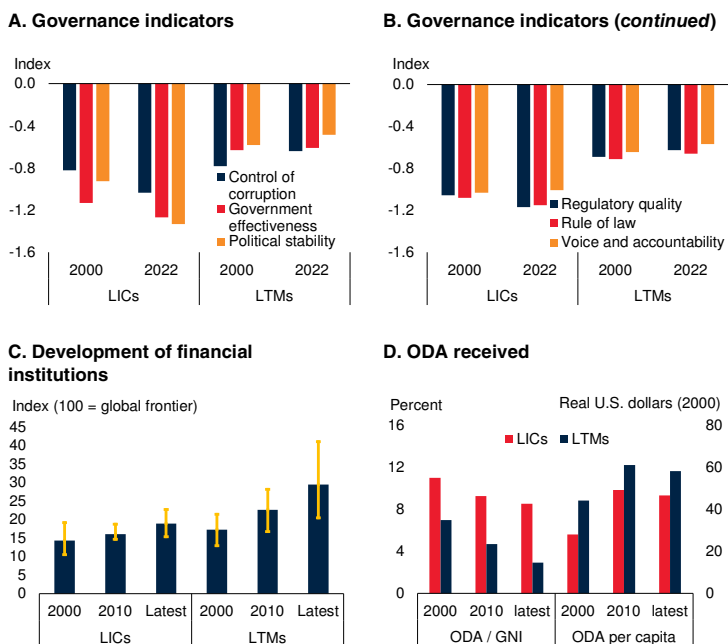 A. Governance indicators
Index
0.0
-0.4
-0.8
-1.2
-1.6
Control of
corruption
Government
effectiveness
Political stability
2000 2022 2000 2022
LICs LTMs
B. Governance indicators (continued)
Index
0.0
-0.4
-0.8
-1.2
-1.6
Regulatory quality
Rule of law
Voice and accountability
2000 2022 2000 2022
LICs LTMs
C. Development of financial
institutions
Index (100 = global frontier)
45
40
35
30
25
20
15
10
5
0
2000 2010 Latest 2000 2010 Latest
LICs LTMs
D. ODA received
Percent Real U.S. dollars (2000)
16 80
LICs LTMs
12 60
8 40
4 20
0 0
2000 2010 latest 2000 2010 latest
ODA / GNI ODA per capita